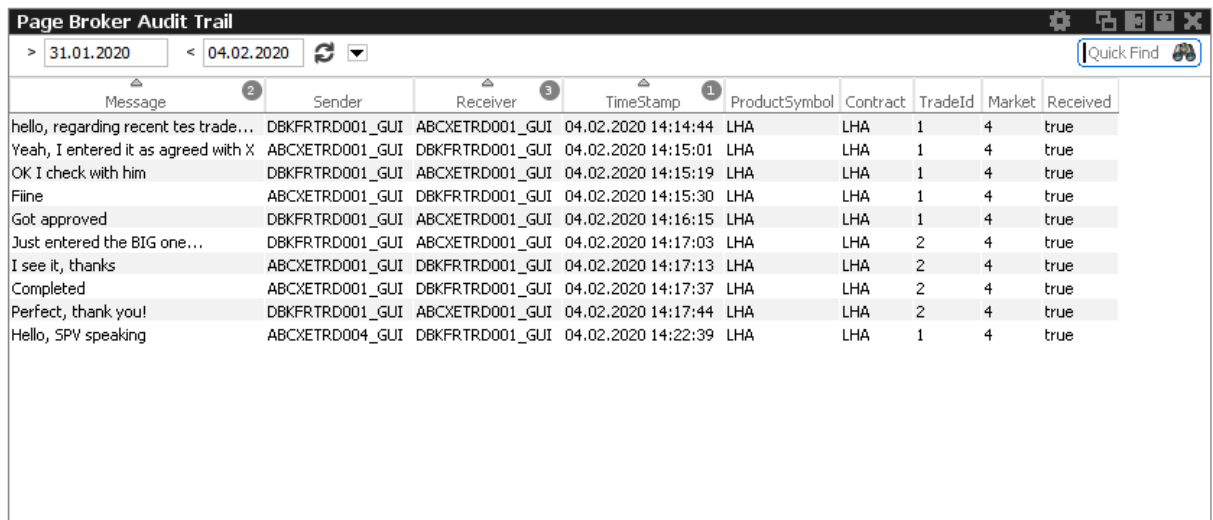 Page Broker Audit Trail
> 31.01.2020 < 04.02.2020 Quick Find
Message 2 Sender Receiver 3 TimeStamp 1 ProductSymbol Contract TradeId Market Received
hello, regarding recent tes trade... DBKFRTRD001_GUI ABCXETRD001_GUI 04.02.2020 14:14:44 LHA LHA 1 4 true
Yeah, I entered it as agreed with X ABCXETRD001_GUI DBKFRTRD001_GUI 04.02.2020 14:15:01 LHA LHA 1 4 true
OK I check with him DBKFRTRD001_GUI ABCXETRD001_GUI 04.02.2020 14:15:19 LHA LHA 1 4 true
Fiine ABCXETRD001_GUI DBKFRTRD001_GUI 04.02.2020 14:15:30 LHA LHA 1 4 true
Got approved DBKFRTRD001_GUI ABCXETRD001_GUI 04.02.2020 14:16:15 LHA LHA 1 4 true
Just entered the BIG one... DBKFRTRD001_GUI ABCXETRD001_GUI 04.02.2020 14:17:03 LHA LHA 2 4 true
I see it, thanks ABCXETRD001_GUI DBKFRTRD001_GUI 04.02.2020 14:17:13 LHA LHA 2 4 true
Completed ABCXETRD001_GUI DBKFRTRD001_GUI 04.02.2020 14:17:37 LHA LHA 2 4 true
Perfect, thank you! DBKFRTRD001_GUI ABCXETRD001_GUI 04.02.2020 14:17:44 LHA LHA 2 4 true
Hello, SPV speaking ABCXETRD004_GUI DBKFRTRD001_GUI 04.02.2020 14:22:39 LHA LHA 1 4 true